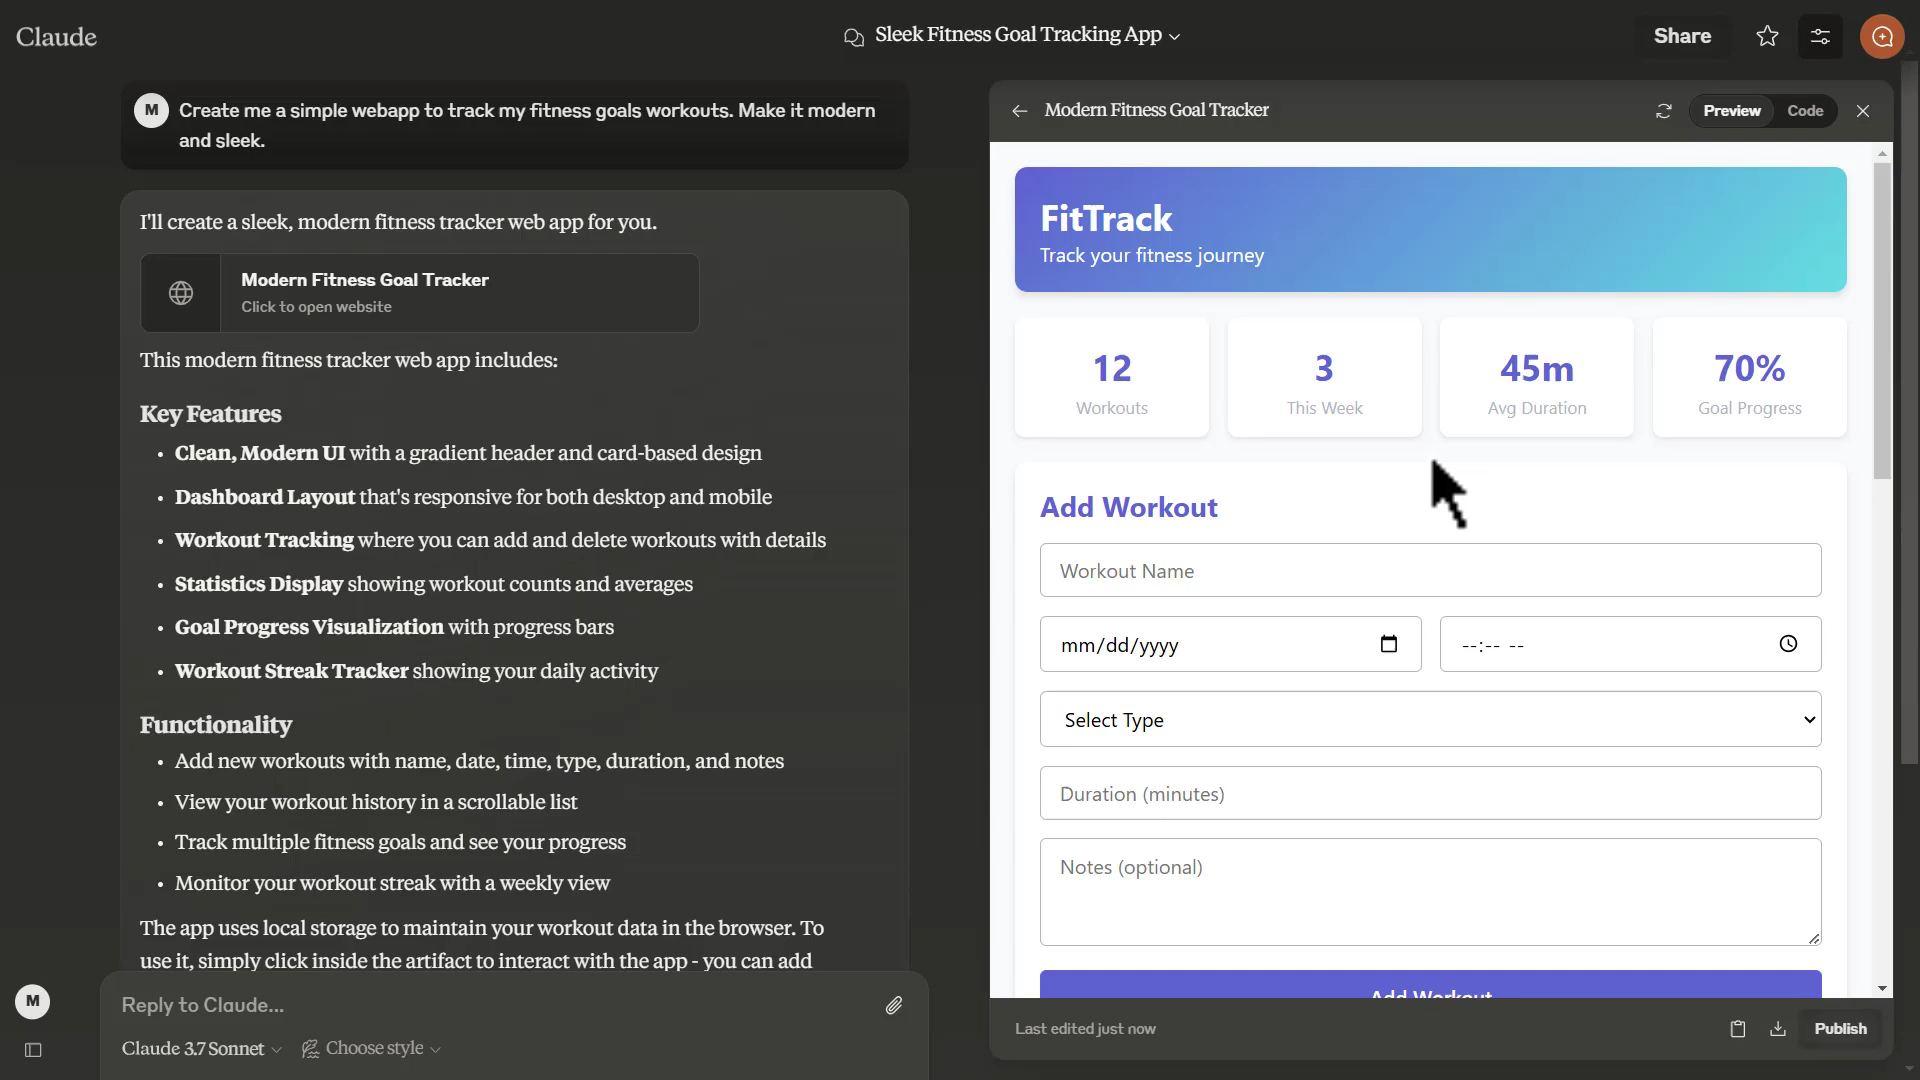 Claude
Sleek Fitness Goal Tracking App
Share
M
Create me a simple webapp to track my fitness goals workouts. Make it modern
and sleek.
I'll create a sleek, modern fitness tracker web app for you.
Modern Fitness Goal Tracker
Click to open website
This modern fitness tracker web app includes:
Key Features
• Clean, Modern UI with a gradient header and card-based design
• Dashboard Layout that's responsive for both desktop and mobile
• Workout Tracking where you can add and delete workouts with details
• Statistics Display showing workout counts and averages
• Goal Progress Visualization with progress bars
• Workout Streak Tracker showing your daily activity
Functionality
• Add new workouts with name, date, time, type, duration, and notes
• View your workout history in a scrollable list
• Track multiple fitness goals and see your progress
• Monitor your workout streak with a weekly view
The app uses local storage to maintain your workout data in the browser. To
use it, simply click inside the artifact to interact with the app - you can add
M
Reply to Claude...
Claude 3.7 Sonnet
Choose style
Modern Fitness Goal Tracker
Preview
Code
FitTrack
Track your fitness journey
12
Workouts
3
This Week
45m
Avg Duration
70%
Goal Progress
Add Workout
Workout Name
mm/dd/yyyy
--:-- --
Select Type
Duration (minutes)
Notes (optional)
Add Workout
Last edited just now
Publish